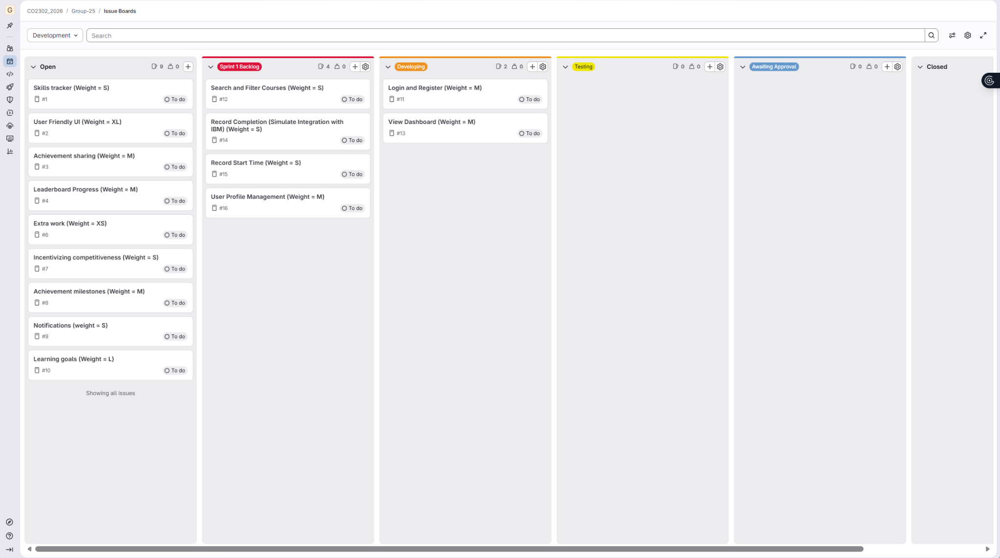 G
CO2302_2026 / Group-25 / Issue Boards
Development
Search
Open 9 0
Skills tracker (Weight = S)
#1 To do
User Friendly UI (Weight = XL)
#2 To do
Achievement sharing (Weight = M)
#3 To do
Leaderboard Progress (Weight = M)
#4 To do
Extra work (Weight = XS)
#6 To do
Incentivizing competitiveness (Weight = S)
#7 To do
Achievement milestones (Weight = M)
#8 To do
Notifications (weight = S)
#9 To do
Learning goals (Weight = L)
#10 To do
Showing all issues
Sprint 1 Backlog 4 0
Search and Filter Courses (Weight = S)
#12 To do
Record Completion (Simulate Integration with
IBM) (Weight = S)
#14 To do
Record Start Time (Weight = S)
#15 To do
User Profile Management (Weight = M)
#16 To do
Developing 2 0
Login and Register (Weight = M)
#11 To do
View Dashboard (Weight = M)
#13 To do
Testing 0 0
Awaiting Approval 0 0
Closed